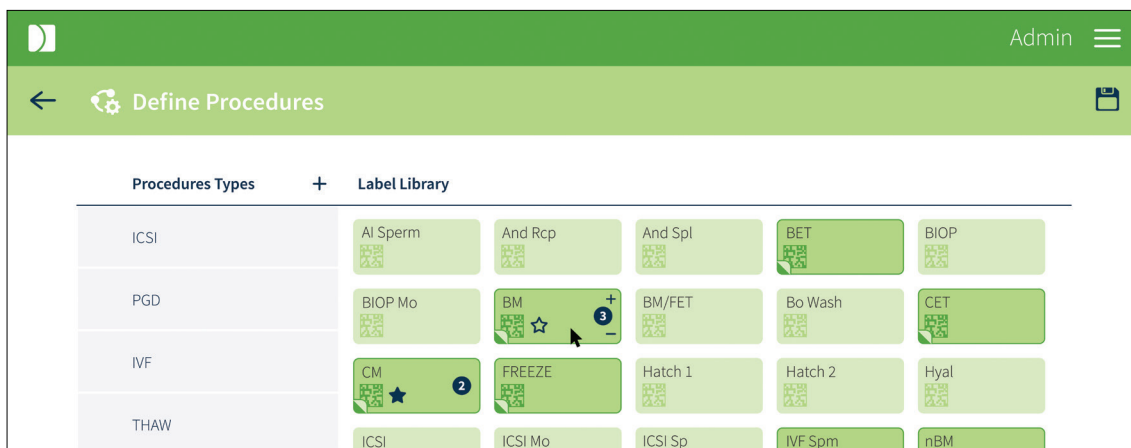 Admin
Define Procedures
Procedures Types + Label Library
ICSI
PGD
IVF
THAW
AI Sperm
And Rcp
And Spl
BET
BIOP
BIOP Mo
BM
+
3
−
BM/FET
Bo Wash
CET
CM
2
FREEZE
Hatch 1
Hatch 2
Hyal
ICSI
ICSI Mo
ICSI Sp
IVF Spm
nBM